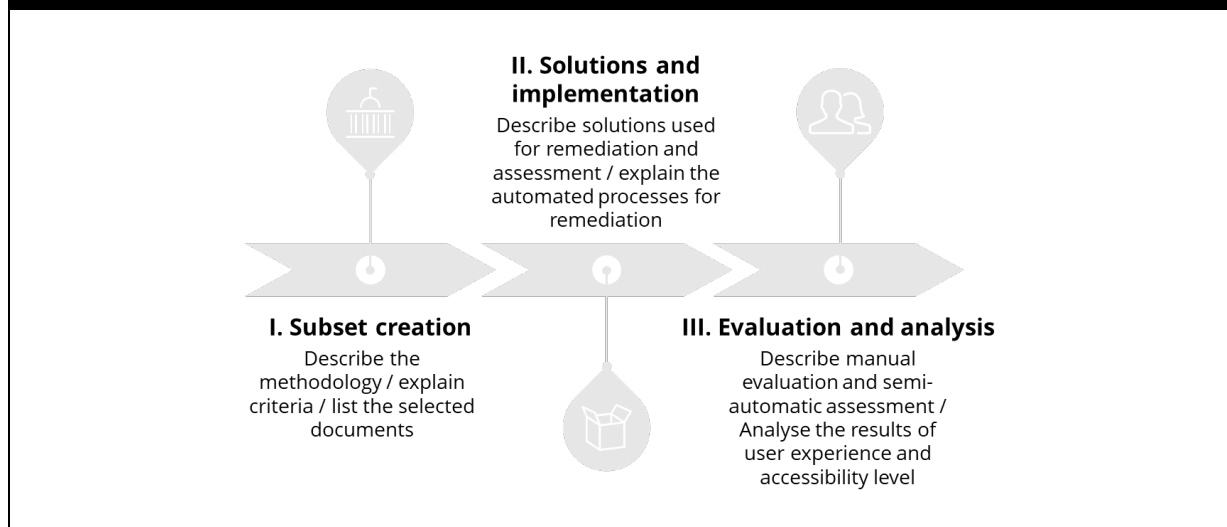 II. Solutions and
implementation
Describe solutions used
for remediation and
assessment / explain the
automated processes for
remediation
I. Subset creation
Describe the
methodology / explain
criteria / list the selected
documents
III. Evaluation and analysis
Describe manual
evaluation and semi-
automatic assessment /
Analyse the results of
user experience and
accessibility level